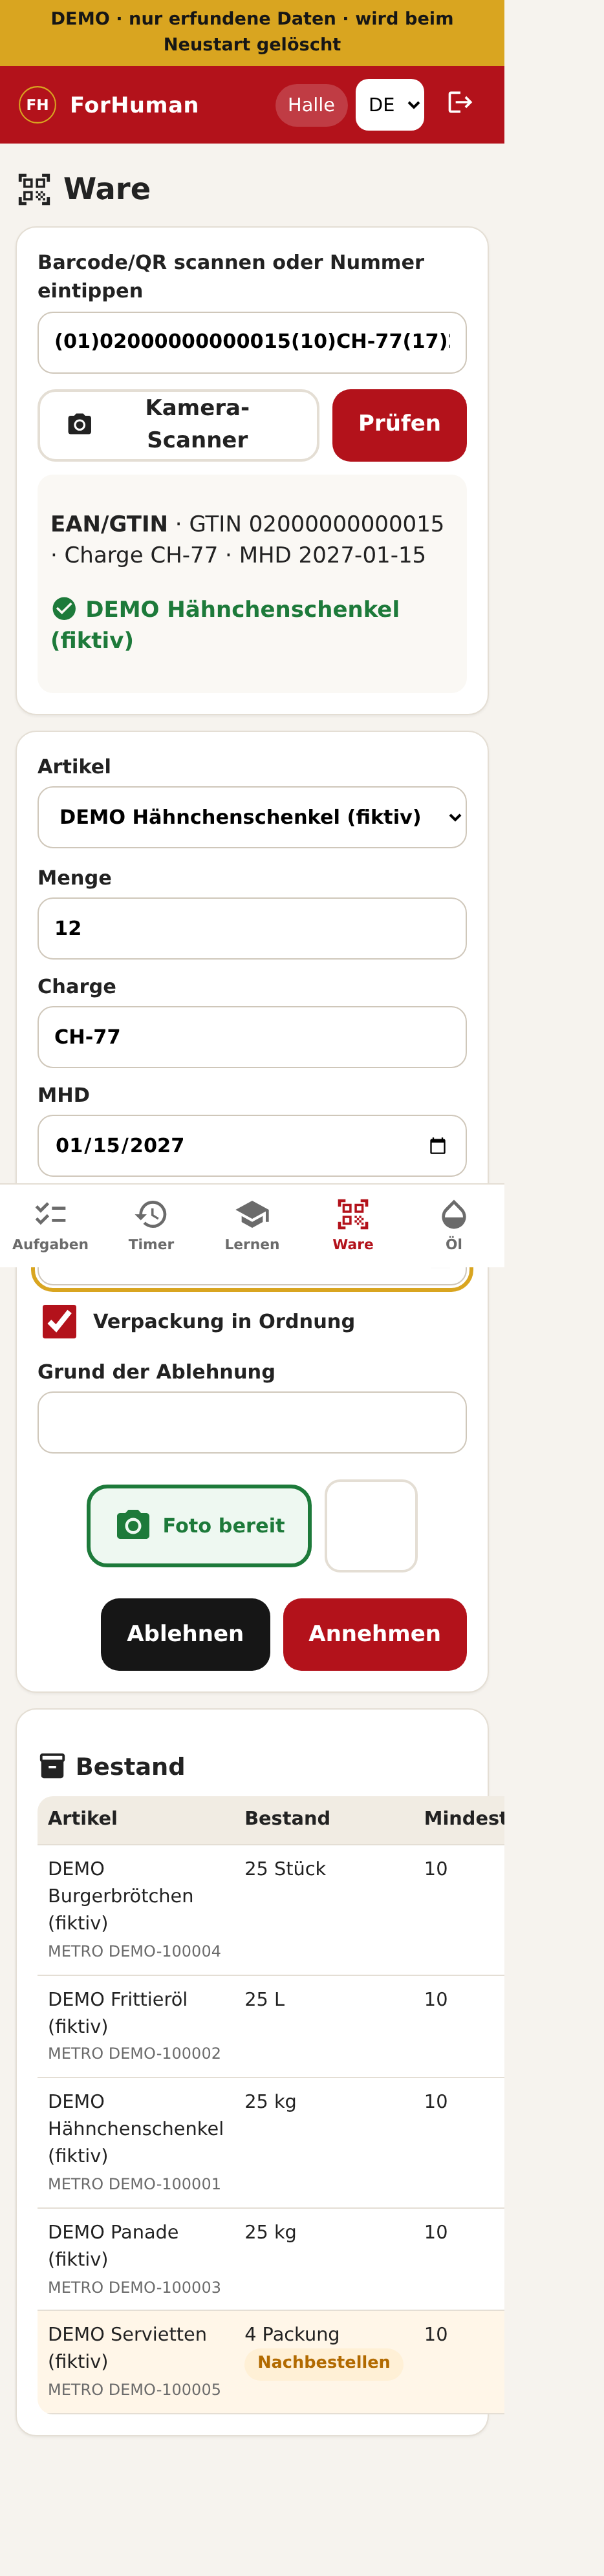 DEMO · nur erfundene Daten · wird beim
Neustart gelöscht
FH ForHuman Halle DE
Ware
Barcode/QR scannen oder Nummer
eintippen
(01)02000000000015(10)CH-77(17)
Kamera-
Scanner
Prüfen
EAN/GTIN · GTIN 02000000000015
· Charge CH-77 · MHD 2027-01-15
DEMO Hähnchenschenkel
(fiktiv)
Artikel
DEMO Hähnchenschenkel (fiktiv)
Menge
12
Charge
CH-77
MHD
01/15/2027
Aufgaben Timer Lernen Ware Öl
Verpackung in Ordnung
Grund der Ablehnung
Foto bereit
Ablehnen Annehmen
Bestand
Artikel Bestand Mindest
DEMO 25 Stück 10
Burgerbrötchen
(fiktiv)
METRO DEMO-100004
DEMO Frittieröl 25 L 10
(fiktiv)
METRO DEMO-100002
DEMO 25 kg 10
Hähnchenschenkel
(fiktiv)
METRO DEMO-100001
DEMO Panade 25 kg 10
(fiktiv)
METRO DEMO-100003
DEMO Servietten 4 Packung 10
(fiktiv) Nachbestellen
METRO DEMO-100005